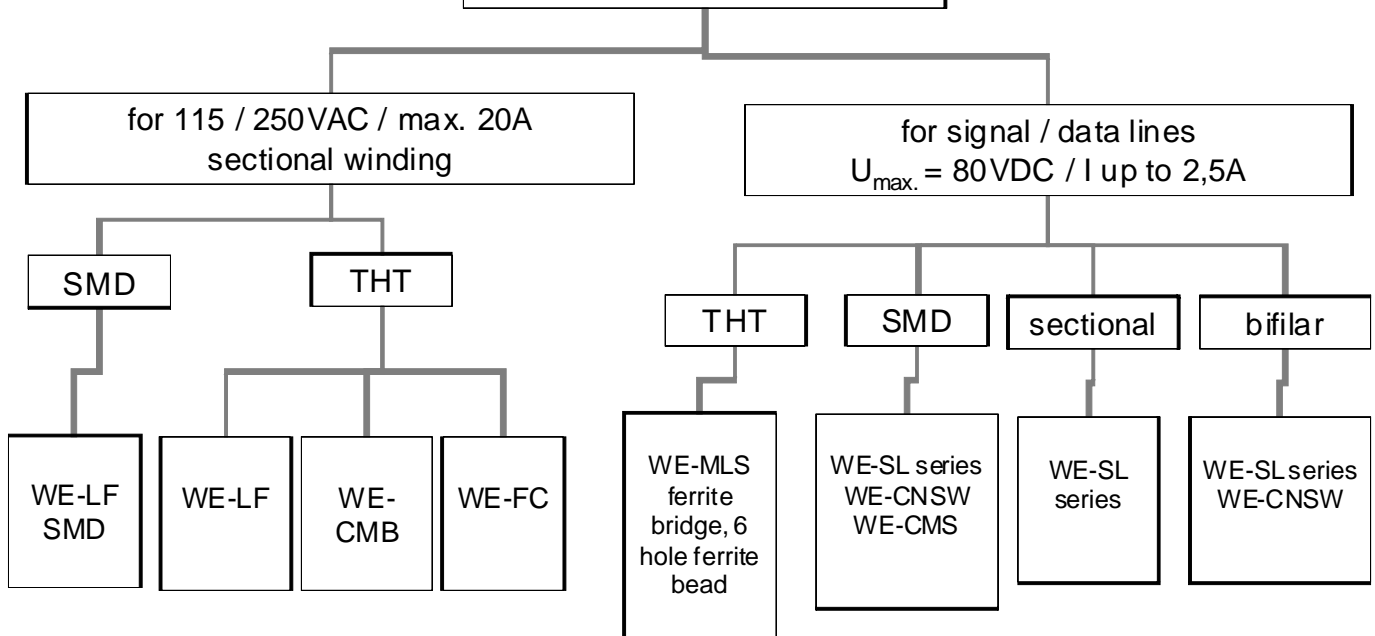 for 115 / 250VAC / max. 20A
sectional winding
for signal / data lines
Umax. = 80VDC / I up to 2,5A
SMD
THT
THT
SMD
sectional
bifilar
WE-LF
SMD
WE-LF
WE-
CMB
WE-FC
WE-MLS
ferrite
bridge, 6
hole ferrite
bead
WE-SL series
WE-CNSW
WE-CMS
WE-SL
series
WE-SL series
WE-CNSW